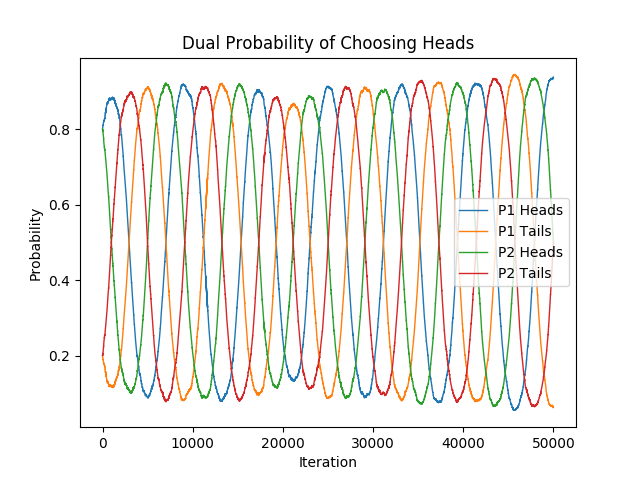 Dual Probability of Choosing Heads
Probability
0.8
0.6
0.4
0.2
P1 Heads
P1 Tails
P2 Heads
P2 Tails
0 10000 20000 30000 40000 50000
Iteration